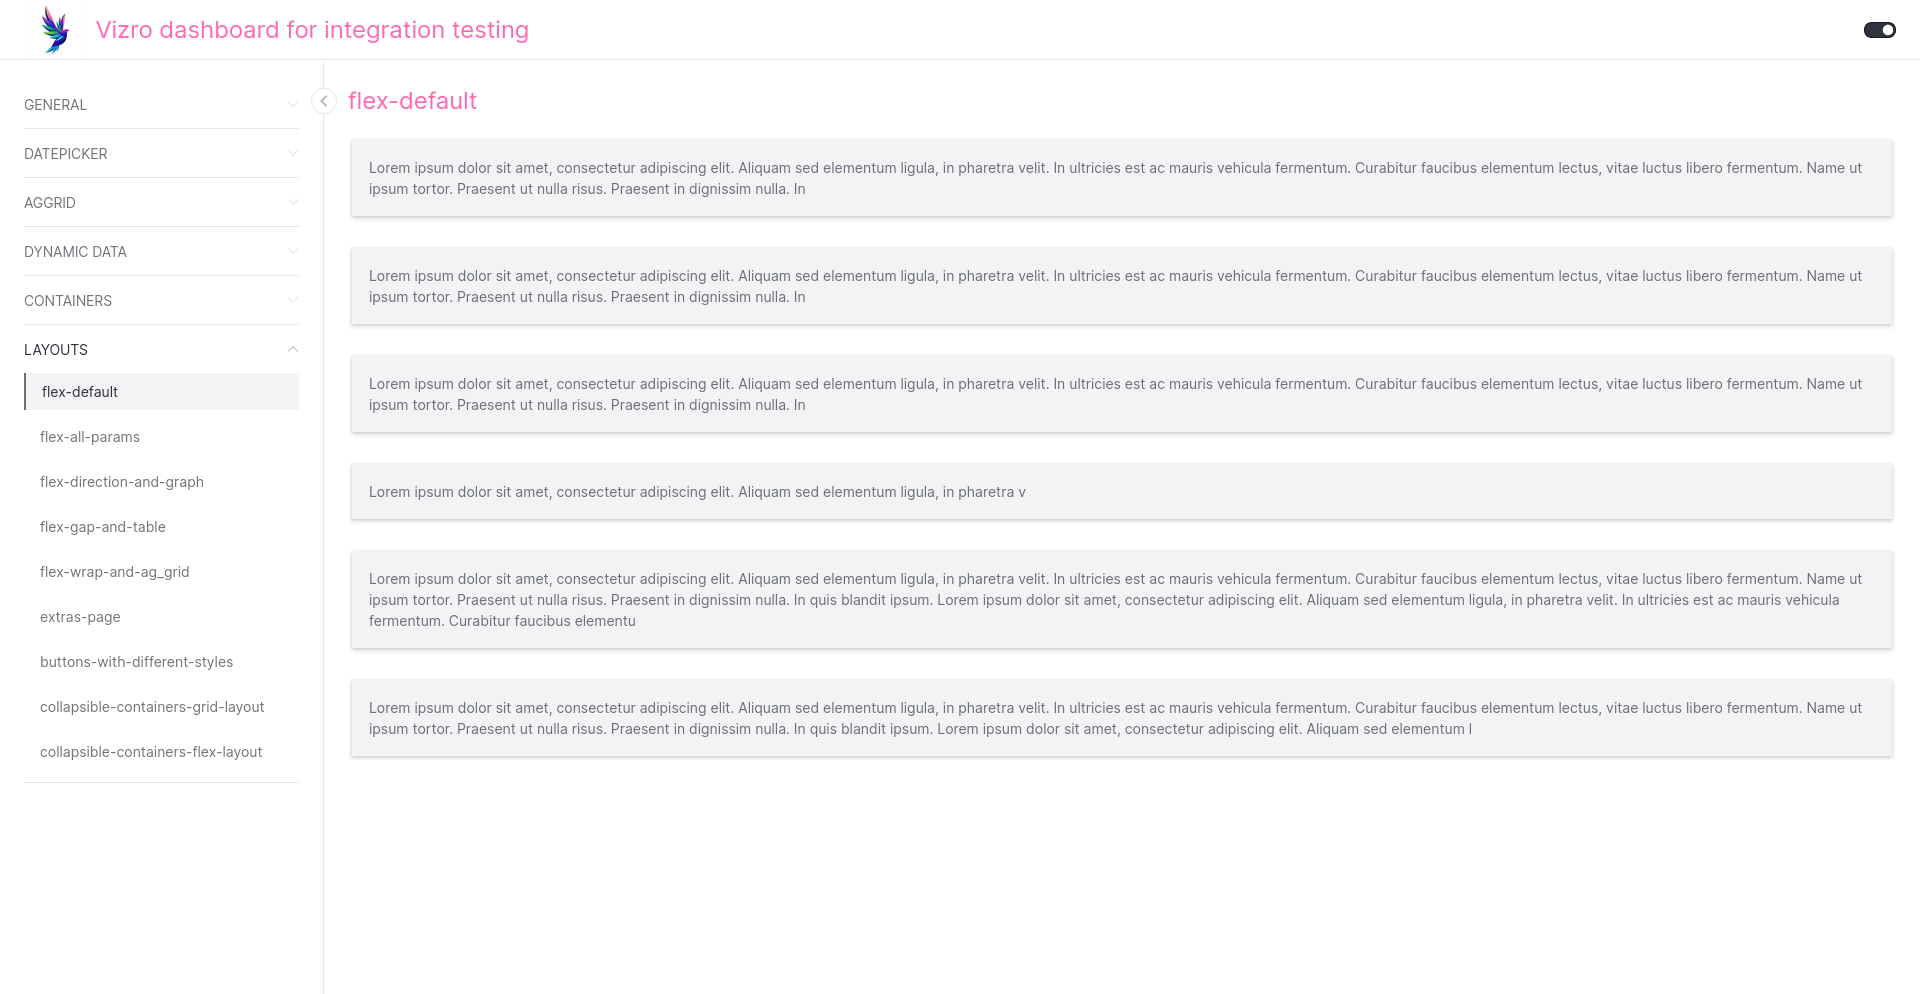 Vizro dashboard for integration testing
GENERAL
DATEPICKER
AGGRID
DYNAMIC DATA
CONTAINERS
LAYOUTS
flex-default
flex-all-params
flex-direction-and-graph
flex-gap-and-table
flex-wrap-and-ag_grid
extras-page
buttons-with-different-styles
collapsible-containers-grid-layout
collapsible-containers-flex-layout
flex-default
Lorem ipsum dolor sit amet, consectetur adipiscing elit. Aliquam sed elementum ligula, in pharetra velit. In ultricies est ac mauris vehicula fermentum. Curabitur faucibus elementum lectus, vitae luctus libero fermentum. Name ut
ipsum tortor. Praesent ut nulla risus. Praesent in dignissim nulla. In
Lorem ipsum dolor sit amet, consectetur adipiscing elit. Aliquam sed elementum ligula, in pharetra velit. In ultricies est ac mauris vehicula fermentum. Curabitur faucibus elementum lectus, vitae luctus libero fermentum. Name ut
ipsum tortor. Praesent ut nulla risus. Praesent in dignissim nulla. In
Lorem ipsum dolor sit amet, consectetur adipiscing elit. Aliquam sed elementum ligula, in pharetra velit. In ultricies est ac mauris vehicula fermentum. Curabitur faucibus elementum lectus, vitae luctus libero fermentum. Name ut
ipsum tortor. Praesent ut nulla risus. Praesent in dignissim nulla. In
Lorem ipsum dolor sit amet, consectetur adipiscing elit. Aliquam sed elementum ligula, in pharetra v
Lorem ipsum dolor sit amet, consectetur adipiscing elit. Aliquam sed elementum ligula, in pharetra velit. In ultricies est ac mauris vehicula fermentum. Curabitur faucibus elementum lectus, vitae luctus libero fermentum. Name ut
ipsum tortor. Praesent ut nulla risus. Praesent in dignissim nulla. In quis blandit ipsum. Lorem ipsum dolor sit amet, consectetur adipiscing elit. Aliquam sed elementum ligula, in pharetra velit. In ultricies est ac mauris vehicula
fermentum. Curabitur faucibus elementu
Lorem ipsum dolor sit amet, consectetur adipiscing elit. Aliquam sed elementum ligula, in pharetra velit. In ultricies est ac mauris vehicula fermentum. Curabitur faucibus elementum lectus, vitae luctus libero fermentum. Name ut
ipsum tortor. Praesent ut nulla risus. Praesent in dignissim nulla. In quis blandit ipsum. Lorem ipsum dolor sit amet, consectetur adipiscing elit. Aliquam sed elementum l